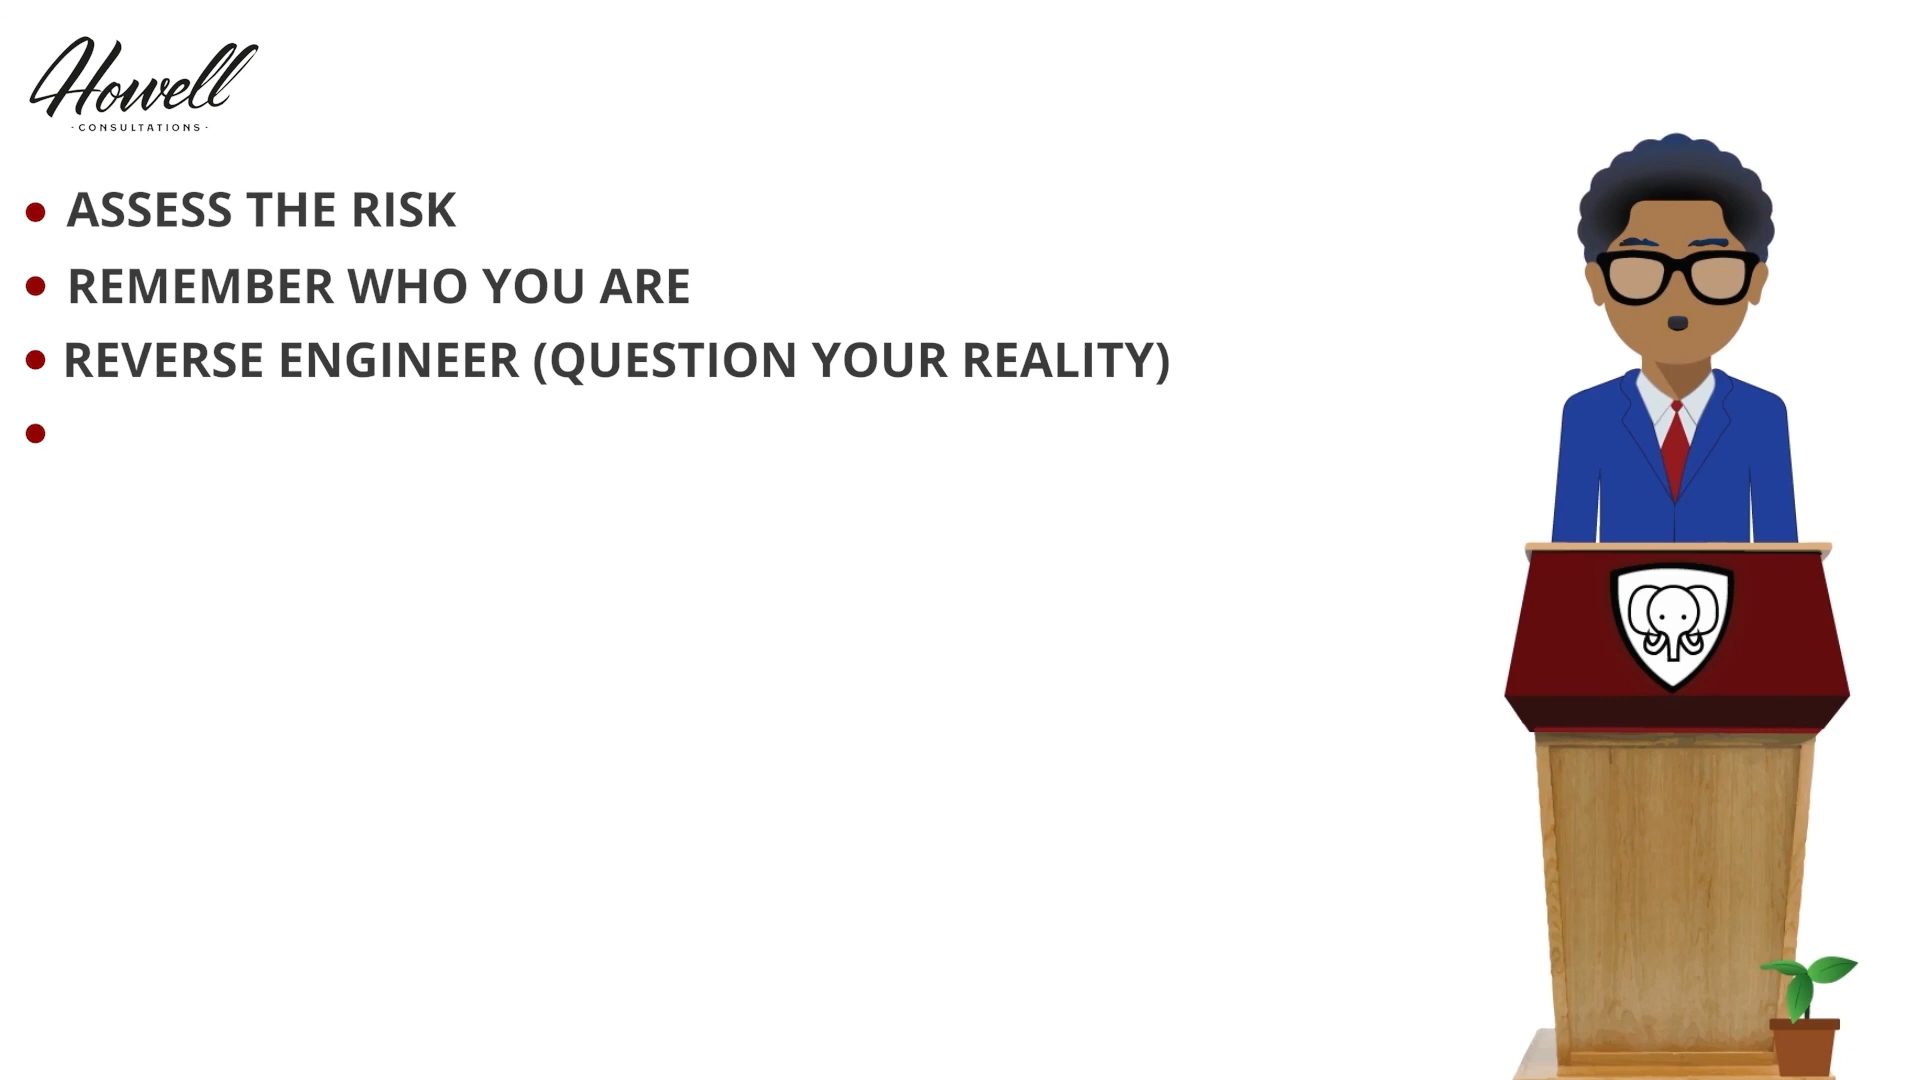 Howell
·CONSULTATIONS·
• ASSESS THE RISK
• REMEMBER WHO YOU ARE
• REVERSE ENGINEER (QUESTION YOUR REALITY)
•